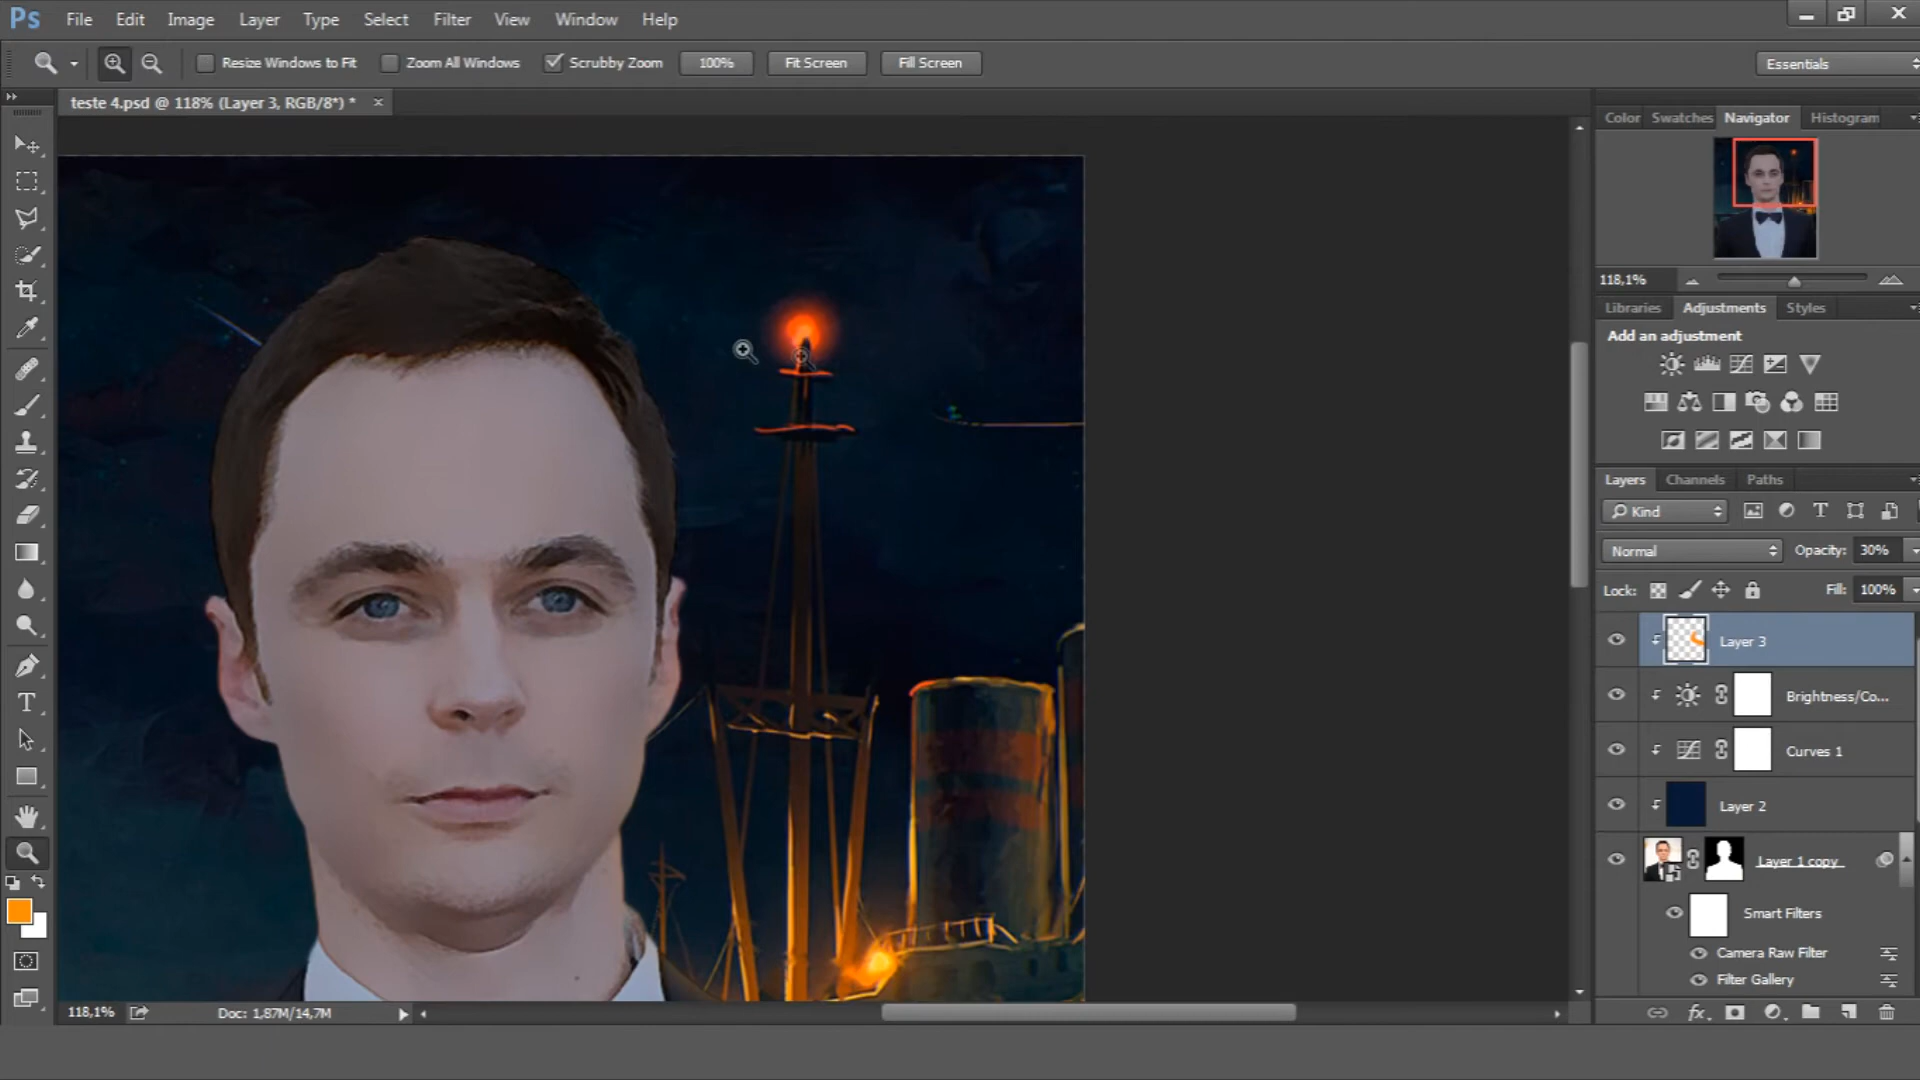 Ps File Edit Image Layer Type Select Filter View Window Help
Resize Windows to Fit Zoom All Windows Scrubby Zoom 100% Fit Screen Fill Screen Essentials
teste 4.psd @ 118% (Layer 3, RGB/8*) * ×
Color Swatches Navigator Histogram
118,1%
Libraries Adjustments Styles
Add an adjustment
Layers Channels Paths
Kind
Normal Opacity: 30%
Lock: Fill: 100%
Layer 3
Brightness/Co...
Curves 1
Layer 2
Layer 1 copy
Smart Filters
Camera Raw Filter
Filter Gallery
118,1% Doc: 1,87M/14,7M